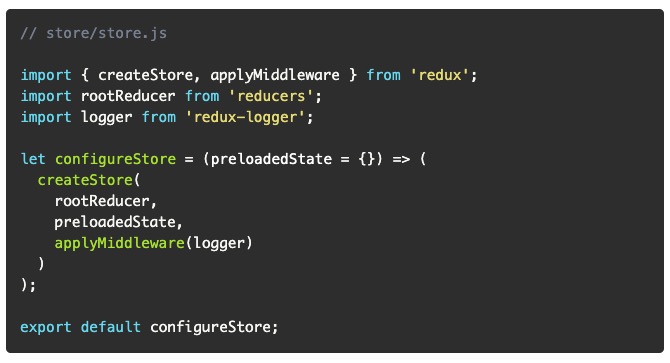 // store/store.js
import { createStore, applyMiddleware } from 'redux';
import rootReducer from 'reducers';
import logger from 'redux-logger';
let configureStore = (preloadedState = {}) => (
  createStore(
    rootReducer,
    preloadedState,
    applyMiddleware(logger)
  )
);
export default configureStore;